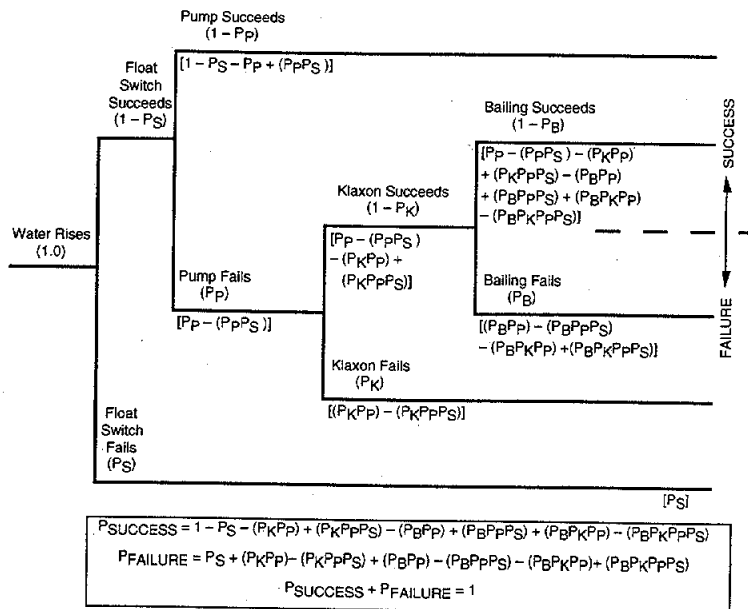 Pump Succeeds
(1 – PP)
[1 – PS – PP + (PPPS)]
Float
Switch
Succeeds
(1 – PS)
Bailing Succeeds
(1 – PB)
[PP – (PPPS) – (PKPP)
+ (PKPPPS) – (PBPP)
+ (PBPPPS) + (PBPKPP)
– (PBPKPPPS)]
SUCCESS
Klaxon Succeeds
(1 – PK)
[PP – (PPPS)
– (PKPP) +
(PKPPPS)]
Water Rises
(1.0)
Pump Fails
(PP)
[PP – (PPPS)]
Bailing Fails
(PB)
[(PBPP) – (PBPPPS)
– (PBPKPP) +(PBPKPPPS)]
FAILURE
Klaxon Fails
(PK)
[(PKPP) – (PKPPPS)]
Float
Switch
Fails
(PS)
[PS]
PSUCCESS = 1 – PS – (PKPP) + (PKPPPS) – (PBPP) + (PBPPPS) + (PBPKPP) – (PBPKPPPS)
PFAILURE = PS + (PKPP) – (PKPPPS) + (PBPP) – (PBPPPS) – (PBPKPP)+ (PBPKPPPS)
PSUCCESS + PFAILURE = 1